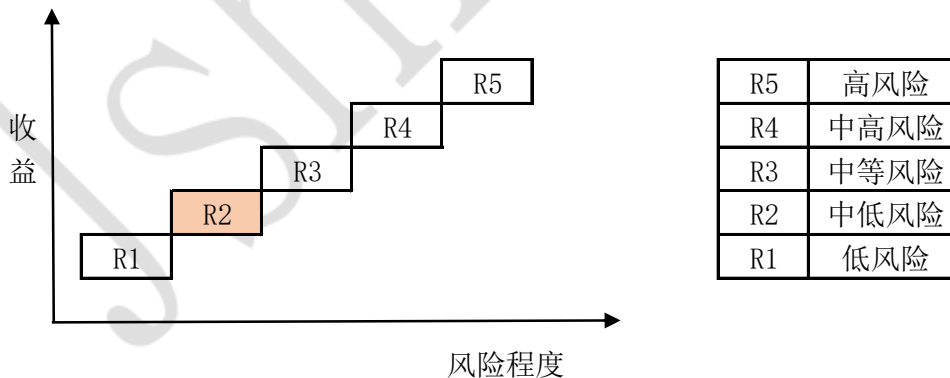 收
益
R5
R4
R3
R2
R1
风险程度
R5 高风险
R4 中高风险
R3 中等风险
R2 中低风险
R1 低风险